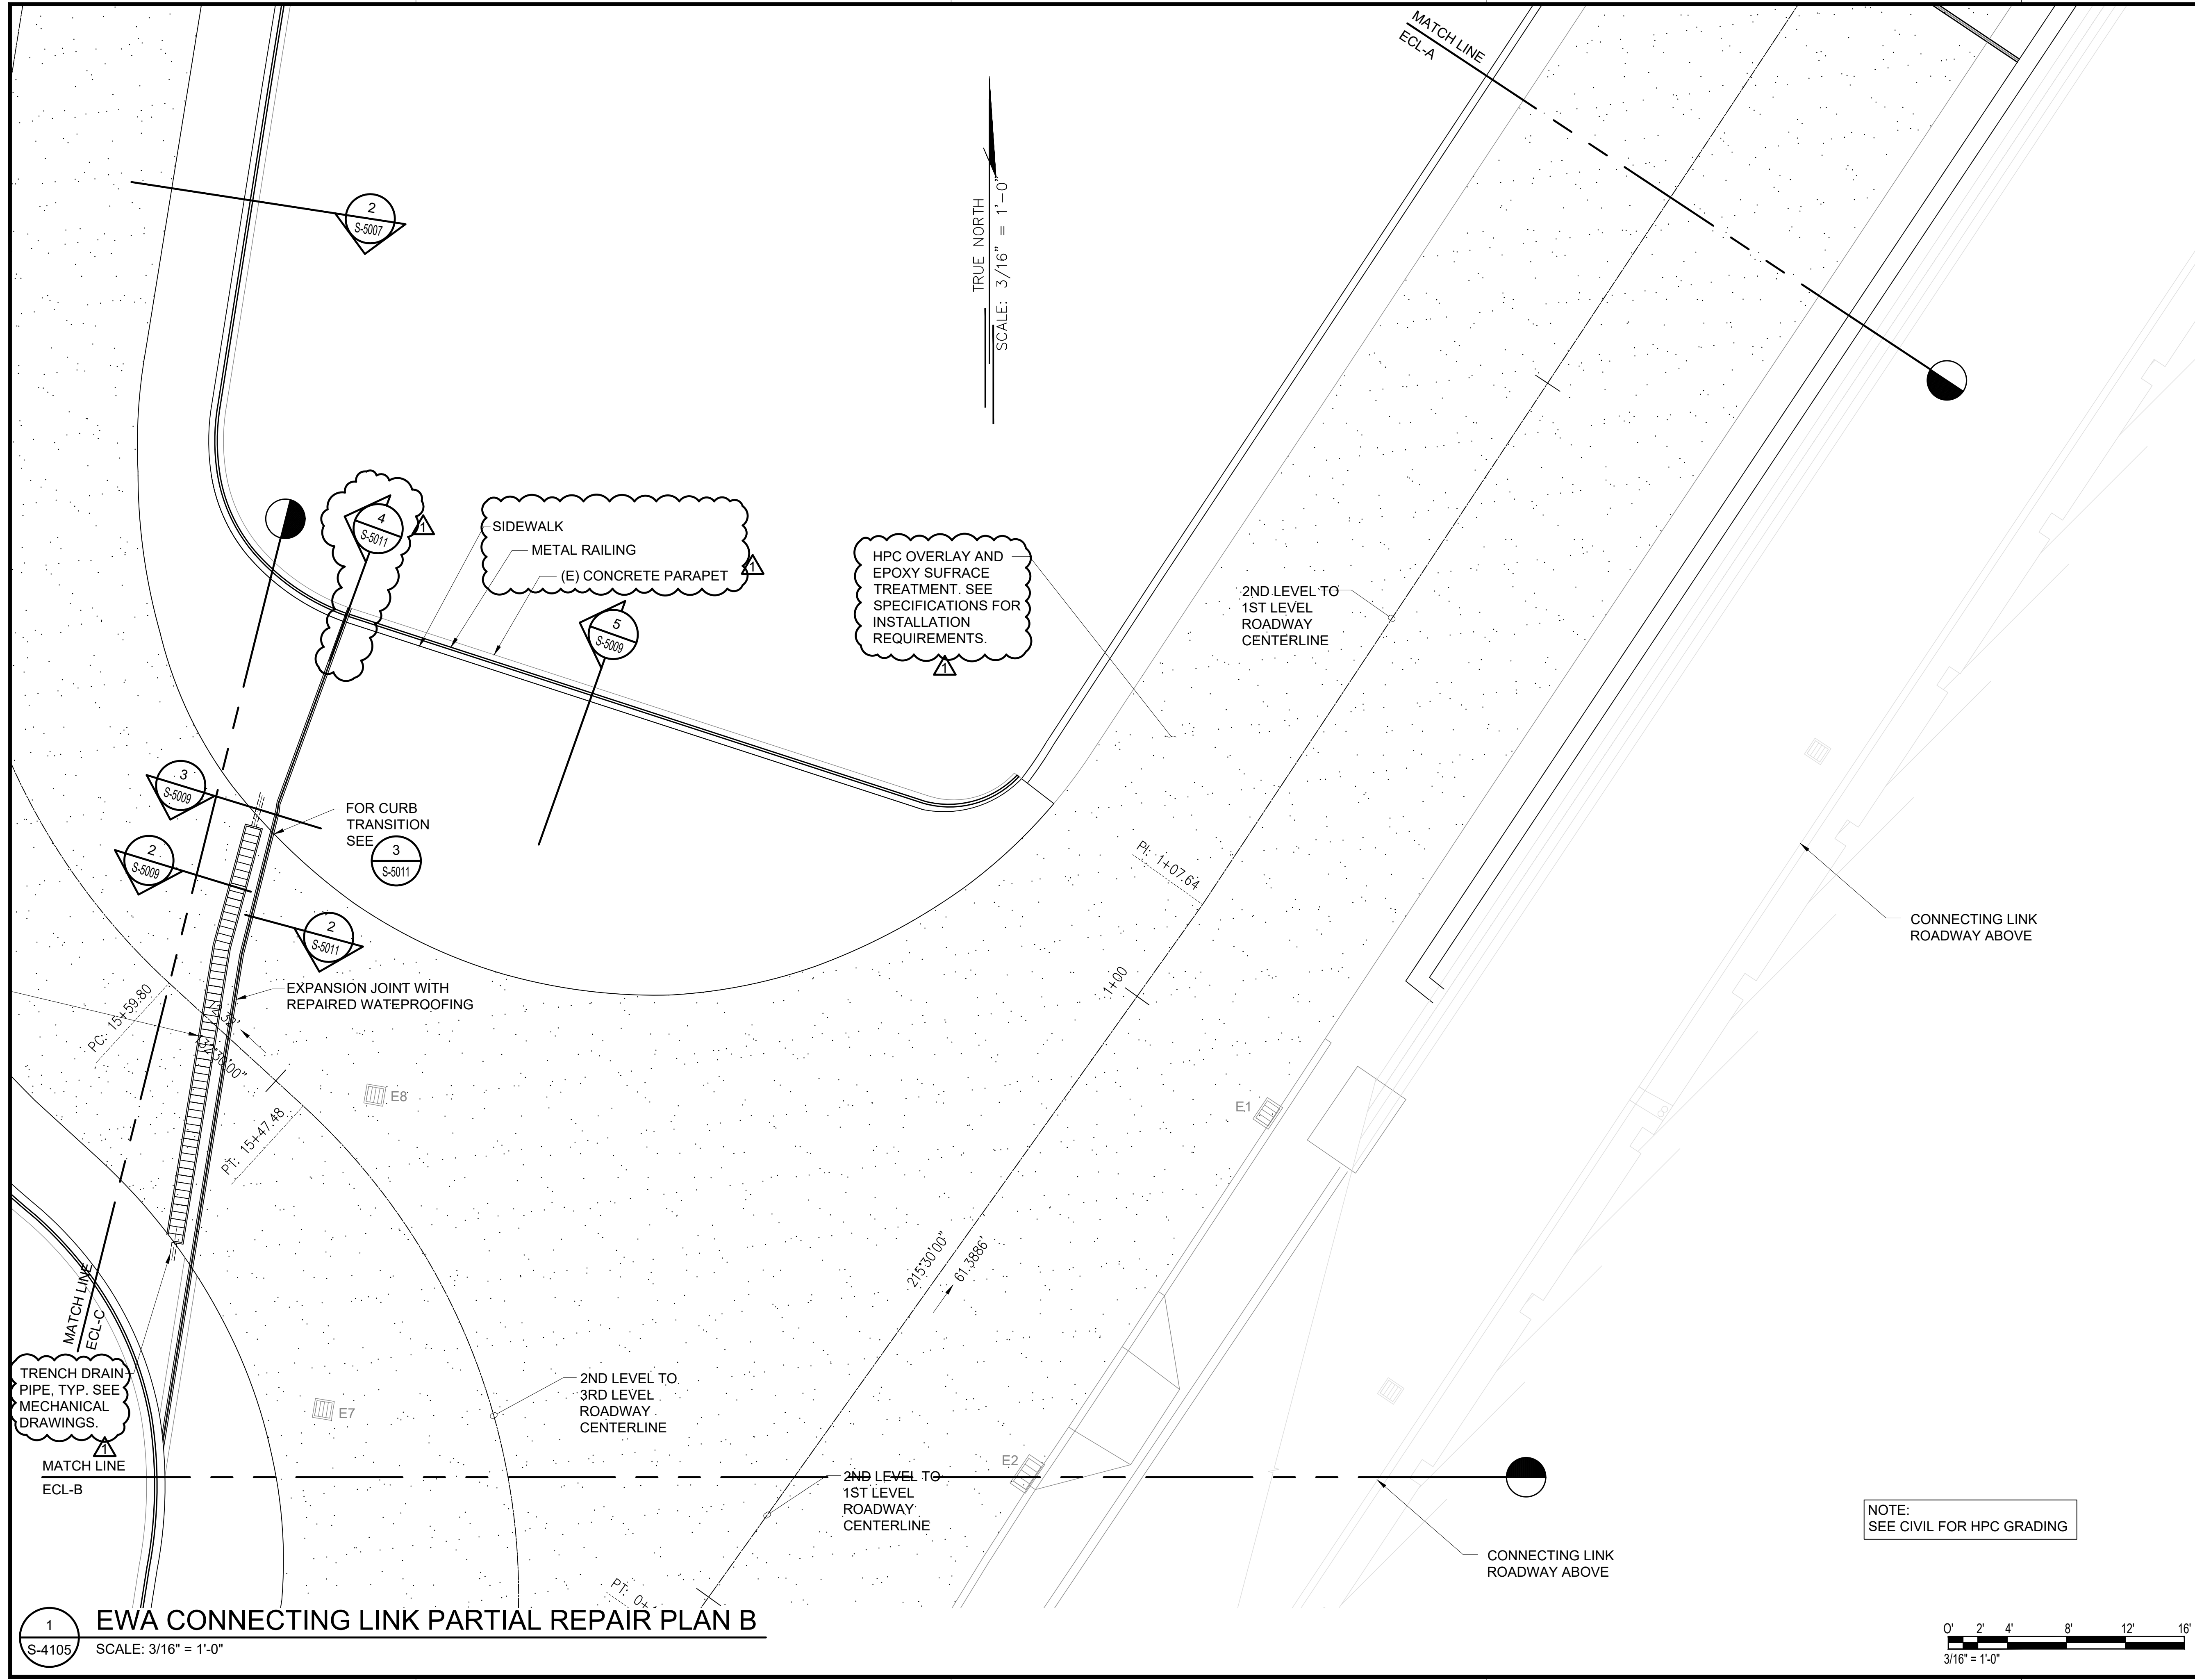 MATCH LINE
ECL-A
2
S-5007
TRUE NORTH
SCALE: 3/16" = 1'-0"
4
S-5011
1
SIDEWALK
METAL RAILING
(E) CONCRETE PARAPET
1
HPC OVERLAY AND
EPOXY SUFRACE
TREATMENT. SEE
SPECIFICATIONS FOR
INSTALLATION
REQUIREMENTS.
1
2ND LEVEL TO
1ST LEVEL
ROADWAY
CENTERLINE
5
S-5009
3
S-5009
FOR CURB
TRANSITION
SEE
3
S-5011
2
S-5009
2
S-5011
PI: 1+07.64
CONNECTING LINK
ROADWAY ABOVE
EXPANSION JOINT WITH
REPAIRED WATEPROOFING
1+00
PC: 15+59.80
12.32'
E8
E1
PT: 15+47.48
215°30'00"
61.3886'
MATCH LINE
ECL-C
TRENCH DRAIN
PIPE, TYP. SEE
MECHANICAL
DRAWINGS.
1
2ND LEVEL TO
3RD LEVEL
ROADWAY
CENTERLINE
E7
E2
MATCH LINE
ECL-B
2ND LEVEL TO
1ST LEVEL
ROADWAY
CENTERLINE
NOTE:
SEE CIVIL FOR HPC GRADING
CONNECTING LINK
ROADWAY ABOVE
PT: 0+
1
S-4105
EWA CONNECTING LINK PARTIAL REPAIR PLAN B
SCALE: 3/16" = 1'-0"
0' 2' 4' 8' 12' 16'
3/16" = 1'-0"